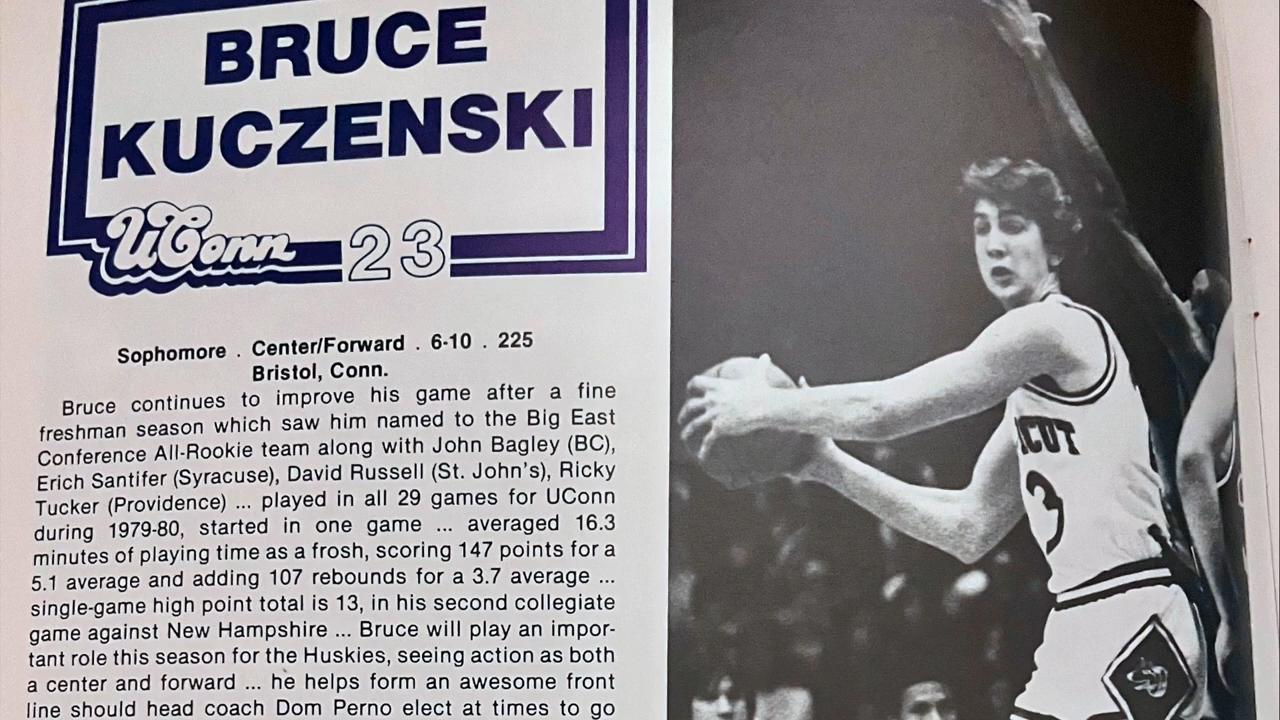 BRUCE
KUCZENSKI
UConn 23
Sophomore . Center/Forward . 6-10 . 225
Bristol, Conn.
Bruce continues to improve his game after a fine
freshman season which saw him named to the Big East
Conference All-Rookie team along with John Bagley (BC),
Erich Santifer (Syracuse), David Russell (St. John's), Ricky
Tucker (Providence) ... played in all 29 games for UConn
during 1979-80, started in one game ... averaged 16.3
minutes of playing time as a frosh, scoring 147 points for a
5.1 average and adding 107 rebounds for a 3.7 average ...
single-game high point total is 13, in his second collegiate
game against New Hampshire ... Bruce will play an impor-
tant role this season for the Huskies, seeing action as both
a center and forward ... he helps form an awesome front
line should head coach Dom Perno elect at times to go
ICUT
3